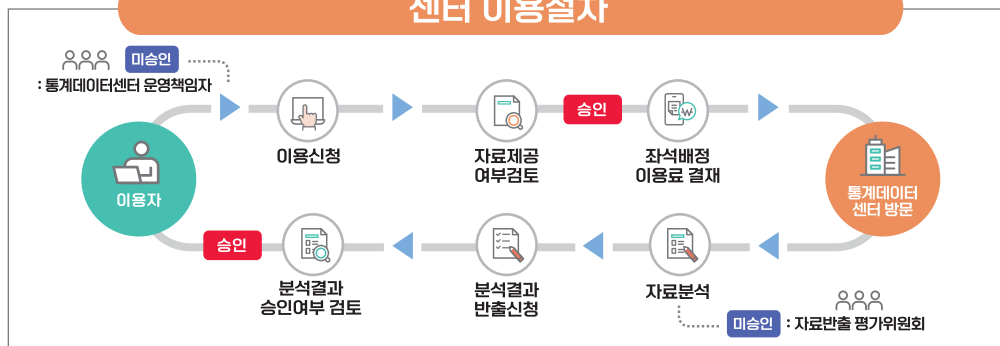 센터 이용절차
미승인
: 통계데이터센터 운영책임자
이용신청
자료제공
여부검토
승인
좌석배정
이용료 결재
이용자
통계데이터
센터 방문
승인
분석결과
승인여부 검토
분석결과
반출신청
자료분석
미승인 : 자료반출 평가위원회